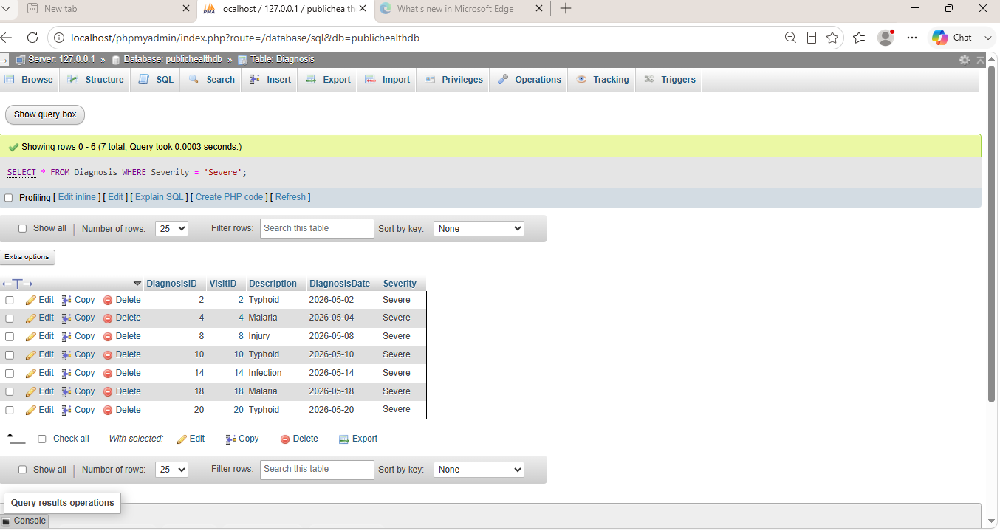 New tab
localhost / 127.0.0.1 / publichealth
What's new in Microsoft Edge
localhost/phpmyadmin/index.php?route=/database/sql&db=publichealthdb
Chat
Server: 127.0.0.1 » Database: publichealthdb » Table: Diagnosis
Browse Structure SQL Search Insert Export Import Privileges Operations Tracking Triggers
Show query box
Showing rows 0 - 6 (7 total, Query took 0.0003 seconds.)
SELECT * FROM Diagnosis WHERE Severity = 'Severe';
Profiling [ Edit inline ] [ Edit ] [ Explain SQL ] [ Create PHP code ] [ Refresh ]
Show all Number of rows: 25 Filter rows: Search this table Sort by key: None
Extra options
←T→ DiagnosisID VisitID Description DiagnosisDate Severity
Edit Copy Delete 2 2 Typhoid 2026-05-02 Severe
Edit Copy Delete 4 4 Malaria 2026-05-04 Severe
Edit Copy Delete 8 8 Injury 2026-05-08 Severe
Edit Copy Delete 10 10 Typhoid 2026-05-10 Severe
Edit Copy Delete 14 14 Infection 2026-05-14 Severe
Edit Copy Delete 18 18 Malaria 2026-05-18 Severe
Edit Copy Delete 20 20 Typhoid 2026-05-20 Severe
Check all With selected: Edit Copy Delete Export
Show all Number of rows: 25 Filter rows: Search this table Sort by key: None
Query results operations
Console